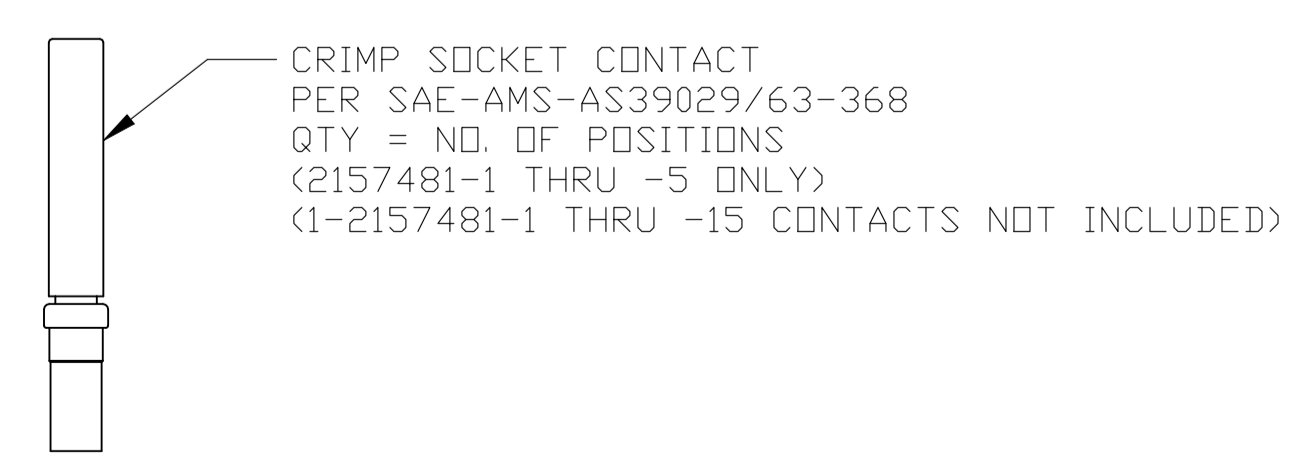 CRIMP SOCKET CONTACT
PER SAE-AMS-AS39029/63-368
QTY = NO. OF POSITIONS
(2157481-1 THRU -5 ONLY)
(1-2157481-1 THRU -15 CONTACTS NOT INCLUDED)